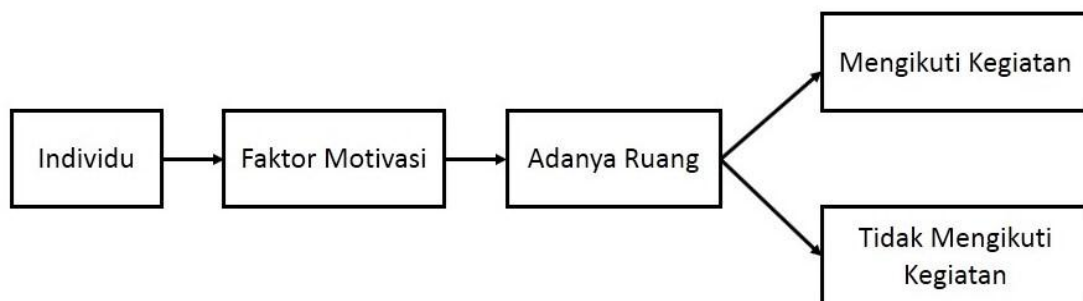 Mengikuti Kegiatan
Individu
Faktor Motivasi
Adanya Ruang
Tidak Mengikuti
Kegiatan